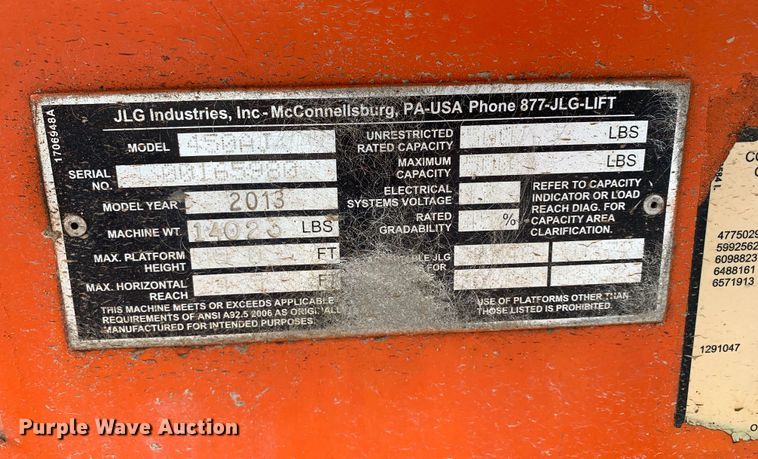 JLG Industries, Inc - McConnellsburg, PA-USA Phone 877-JLG-LIFT
1706948A
MODEL 450AJ
SERIAL NO.
MODEL YEAR 2013
MACHINE WT. LBS
MAX. PLATFORM HEIGHT FT
MAX. HORIZONTAL REACH
THIS MACHINE MEETS OR EXCEEDS APPLICABLE
REQUIREMENTS OF ANSI A92.5 2006 AS
MANUFACTURED FOR INTENDED PURPOSES.
UNRESTRICTED RATED CAPACITY LBS
MAXIMUM CAPACITY LBS
ELECTRICAL SYSTEMS VOLTAGE
RATED GRADABILITY %
REFER TO CAPACITY
INDICATOR OR LOAD
REACH DIAG. FOR
CAPACITY AREA
CLARIFICATION.
JLG
FOR
USE OF PLATFORMS OTHER THAN
THOSE LISTED IS PROHIBITED.
4775029
5992562
6098823
6488161
6571913
1291047
Purple Wave Auction